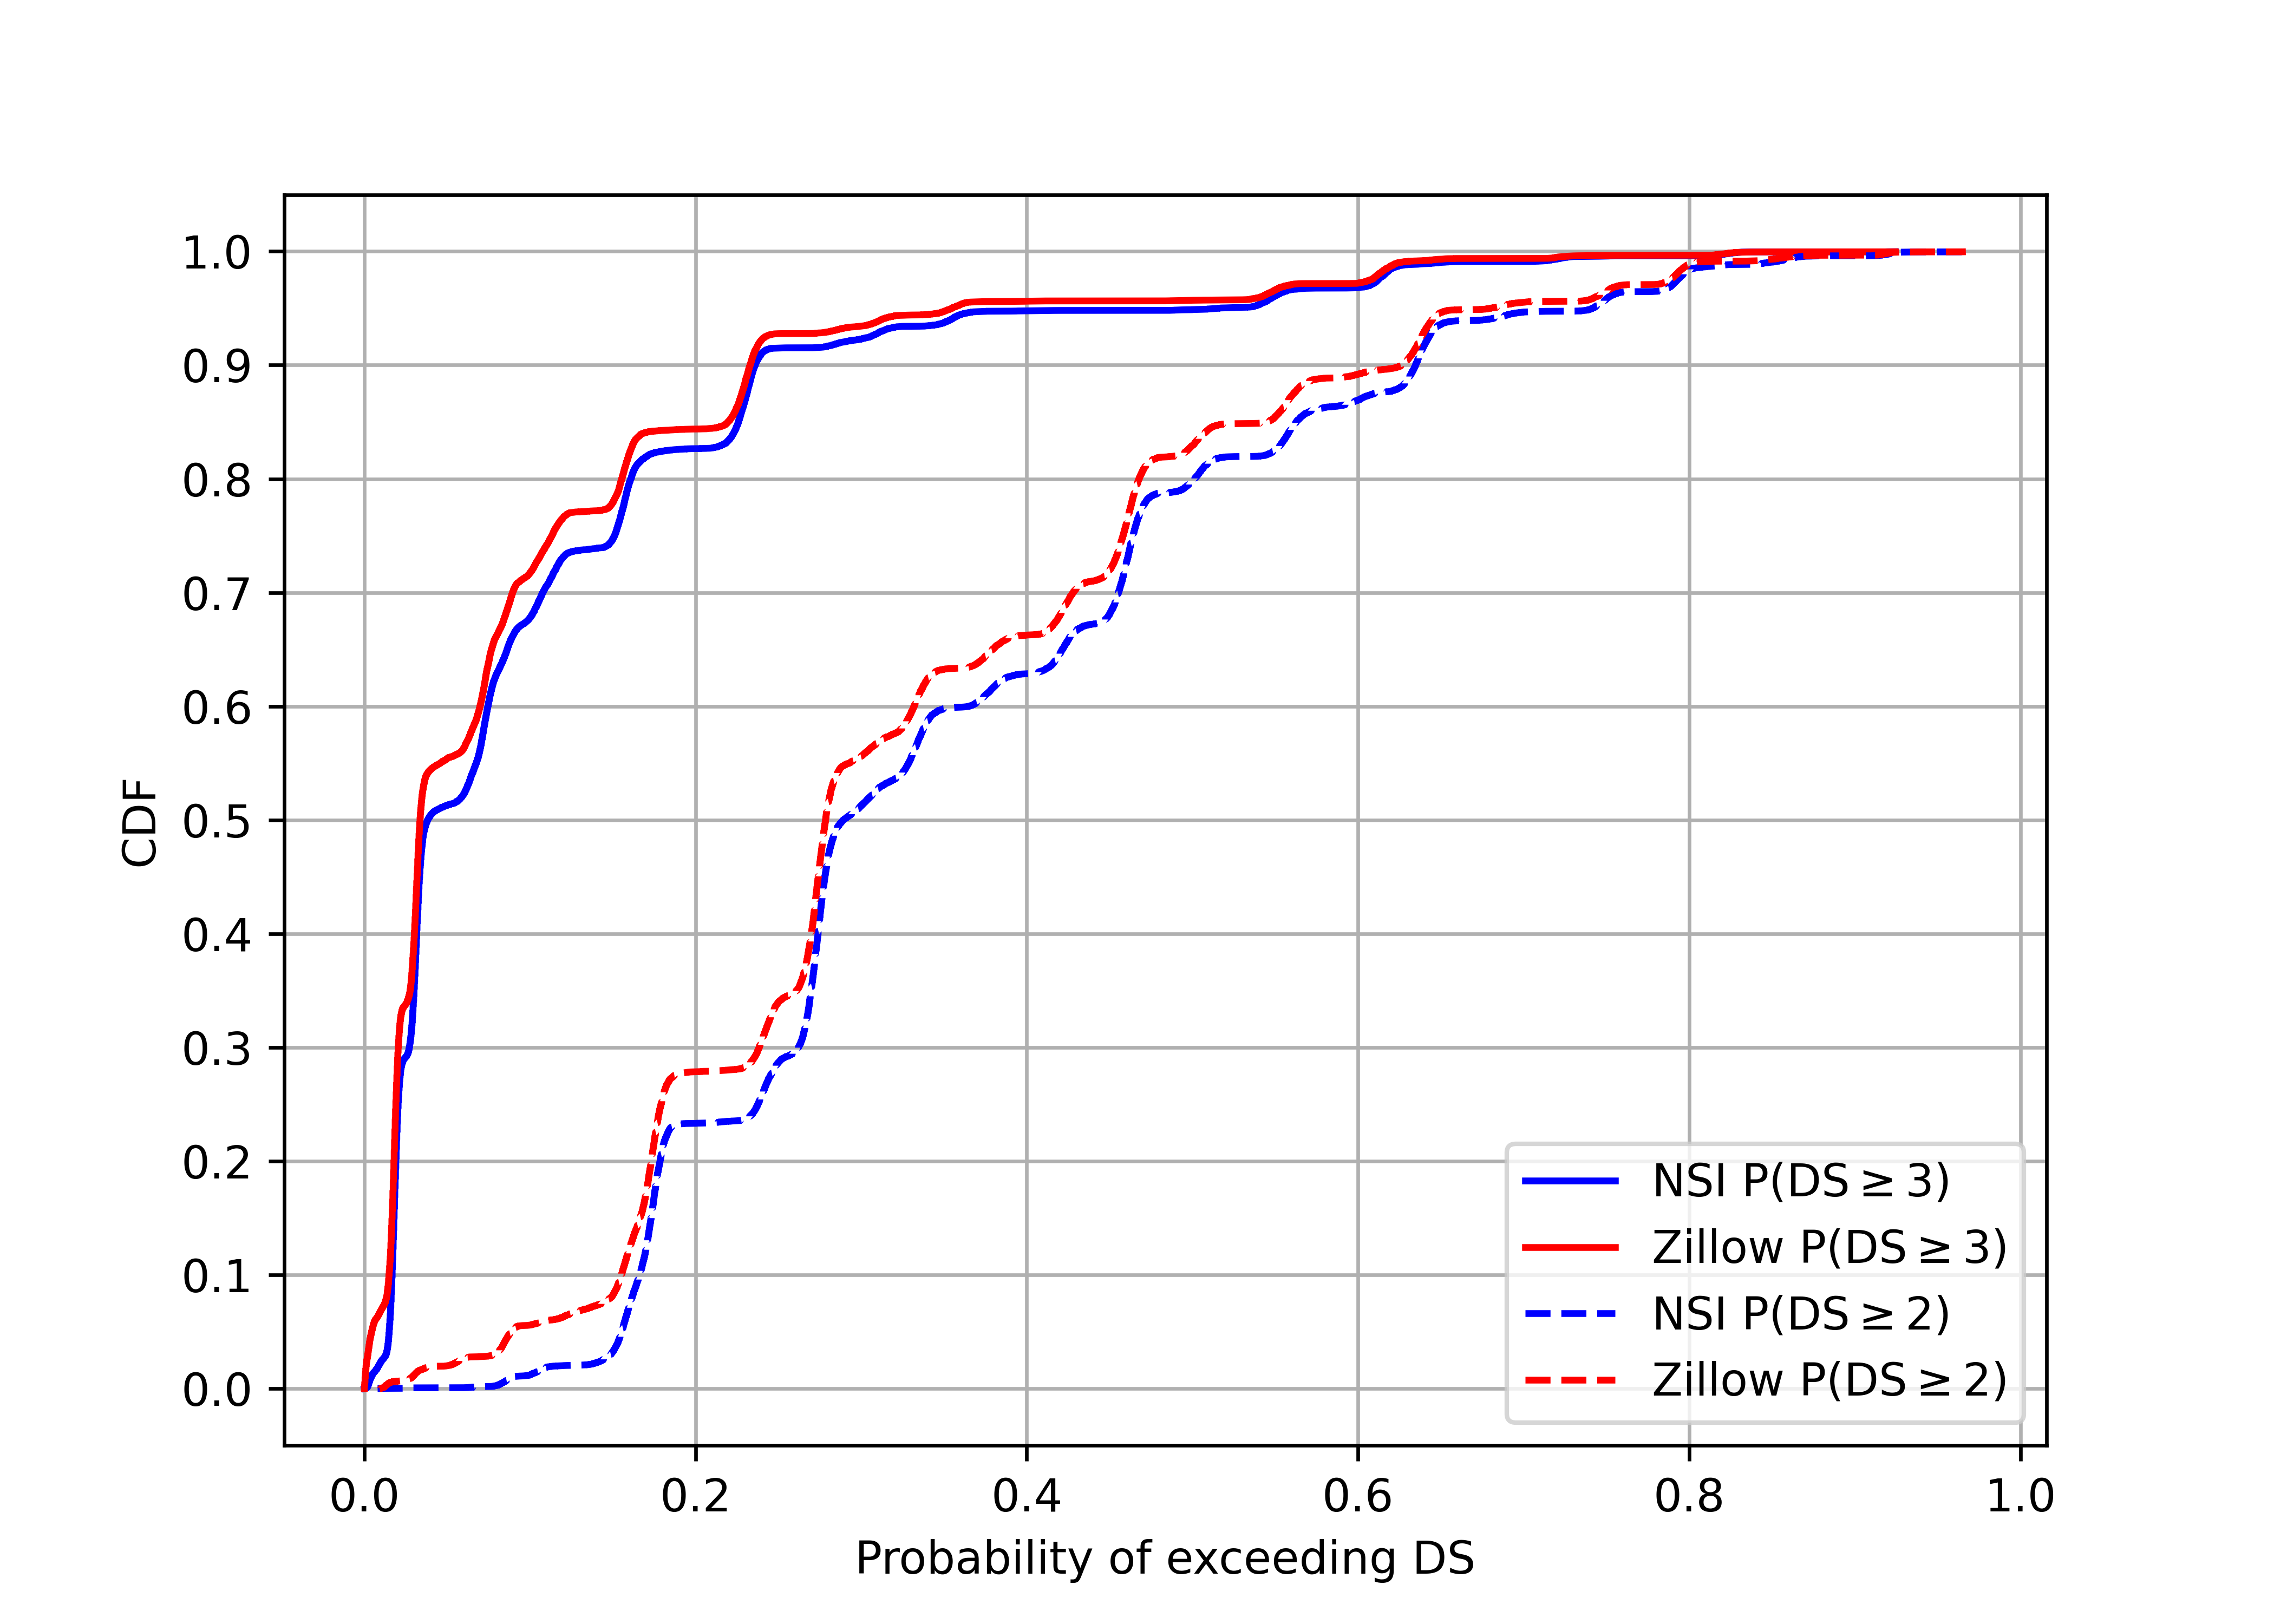 1.0
0.9
0.8
0.7
0.6
0.5
0.4
0.3
0.2
0.1
0.0
CDF
NSI P(DS ≥ 3)
Zillow P(DS ≥ 3)
NSI P(DS ≥ 2)
Zillow P(DS ≥ 2)
0.0 0.2 0.4 0.6 0.8 1.0
Probability of exceeding DS